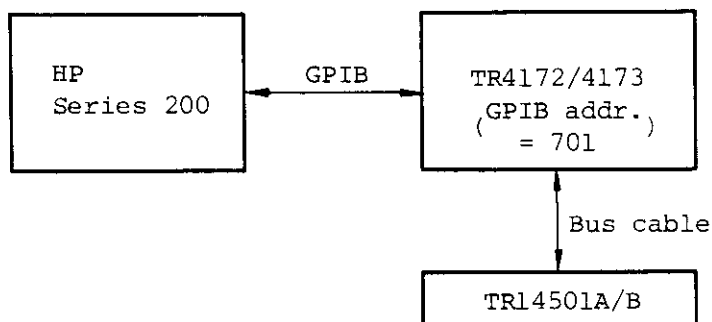 HP
Series 200
GPIB
TR4172/4173
(GPIB addr.
= 701)
Bus cable
TR14501A/B